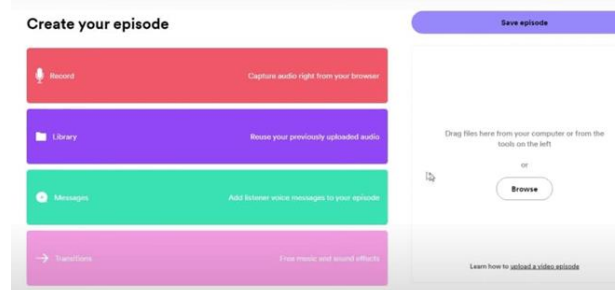 Create your episode
Save episode
Record
Capture audio right from your browser
Library
Reuse your previously uploaded audio
Messages
Add listener voice messages to your episode
Transitions
Free music and sound effects
Drag files here from your computer or from the
tools on the left
or
Browse
Learn how to upload a video episode